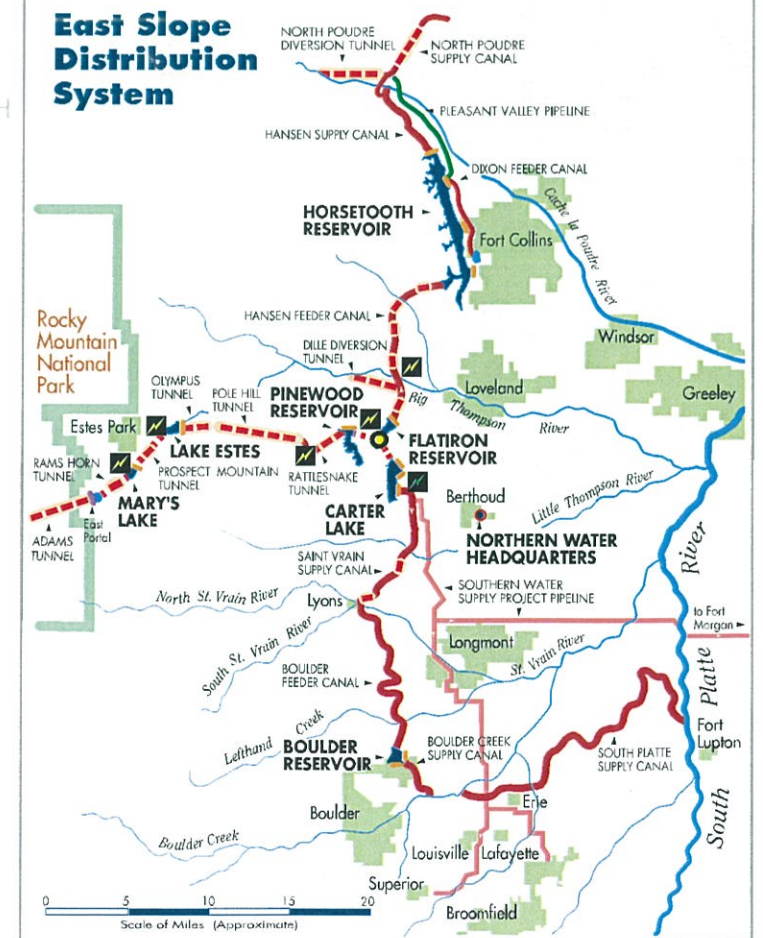 East Slope
Distribution
System
NORTH POUDRE
DIVERSION TUNNEL
NORTH POUDRE
SUPPLY CANAL
PLEASANT VALLEY PIPELINE
HANSEN SUPPLY CANAL
DIXON FEEDER CANAL
HORSETOOTH
RESERVOIR
Fort Collins
Cache la Poudre River
HANSEN FEEDER CANAL
Windsor
Rocky
Mountain
National
Park
DILLE DIVERSION
TUNNEL
Loveland
Greeley
OLYMPUS
TUNNEL
POLE HILL
TUNNEL
PINEWOOD
RESERVOIR
Big Thompson River
Estes Park
LAKE ESTES
FLATIRON
RESERVOIR
RAMS HORN
TUNNEL
PROSPECT MOUNTAIN
TUNNEL
RATTLESNAKE
TUNNEL
MARY'S
LAKE
East
Portal
ADAMS
TUNNEL
CARTER
LAKE
Berthoud
Little Thompson River
NORTHERN WATER
HEADQUARTERS
SAINT VRAIN
SUPPLY CANAL
SOUTHERN WATER
SUPPLY PROJECT PIPELINE
North St. Vrain River
Lyons
to Fort
Morgan
South St. Vrain River
Longmont
St. Vrain River
BOULDER
FEEDER CANAL
Lefthand Creek
BOULDER
RESERVOIR
BOULDER CREEK
SUPPLY CANAL
SOUTH PLATTE
SUPPLY CANAL
Fort
Lupton
South Platte River
Boulder
Erie
Boulder Creek
Louisville
Lafayette
Superior
Broomfield
0 5 10 15 20
Scale of Miles (Approximate)